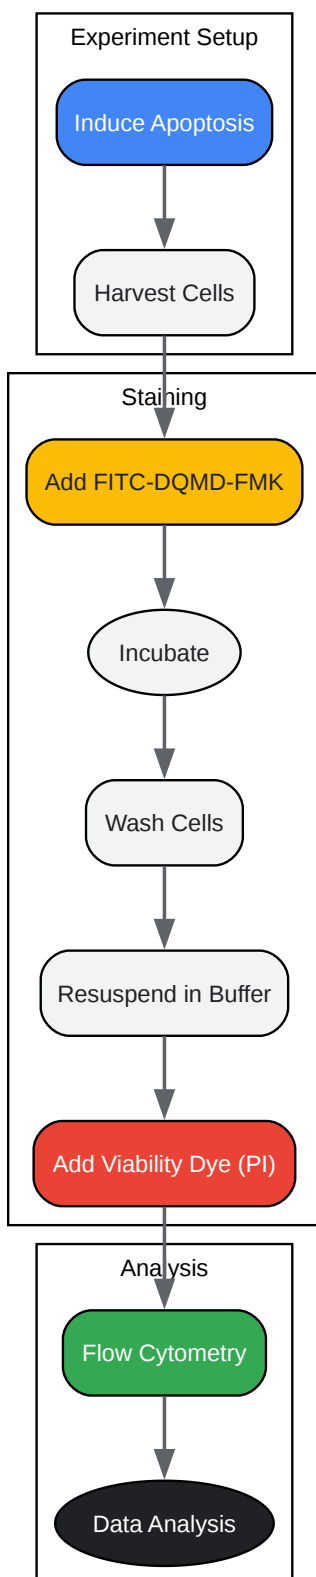 Experiment Setup
Induce Apoptosis
Harvest Cells
Staining
Add FITC-DQMD-FMK
Incubate
Wash Cells
Resuspend in Buffer
Add Viability Dye (PI)
Analysis
Flow Cytometry
Data Analysis